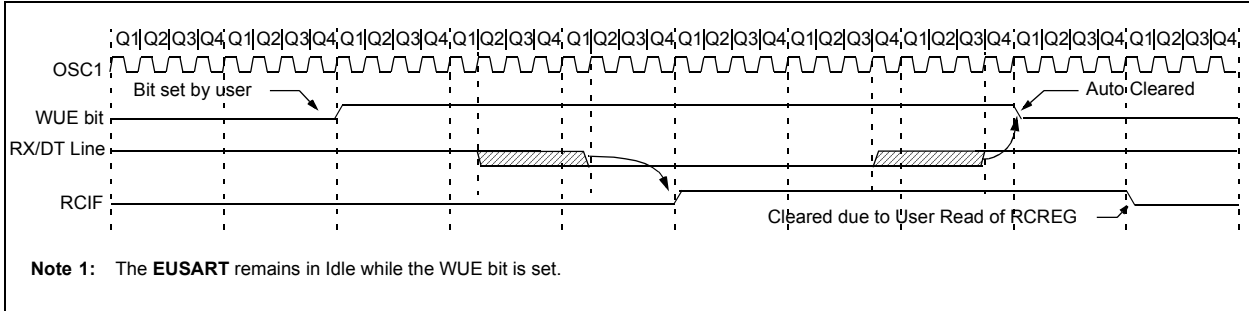 Q1 Q2 Q3 Q4 Q1 Q2 Q3 Q4 Q1 Q2 Q3 Q4 Q1 Q2 Q3 Q4 Q1 Q2 Q3 Q4 Q1 Q2 Q3 Q4 Q1 Q2 Q3 Q4 Q1 Q2 Q3 Q4 Q1 Q2 Q3 Q4 Q1 Q2 Q3 Q4
OSC1
Bit set by user
Auto Cleared
WUE bit
RX/DT Line
RCIF
Cleared due to User Read of RCREG
Note 1: The EUSART remains in Idle while the WUE bit is set.